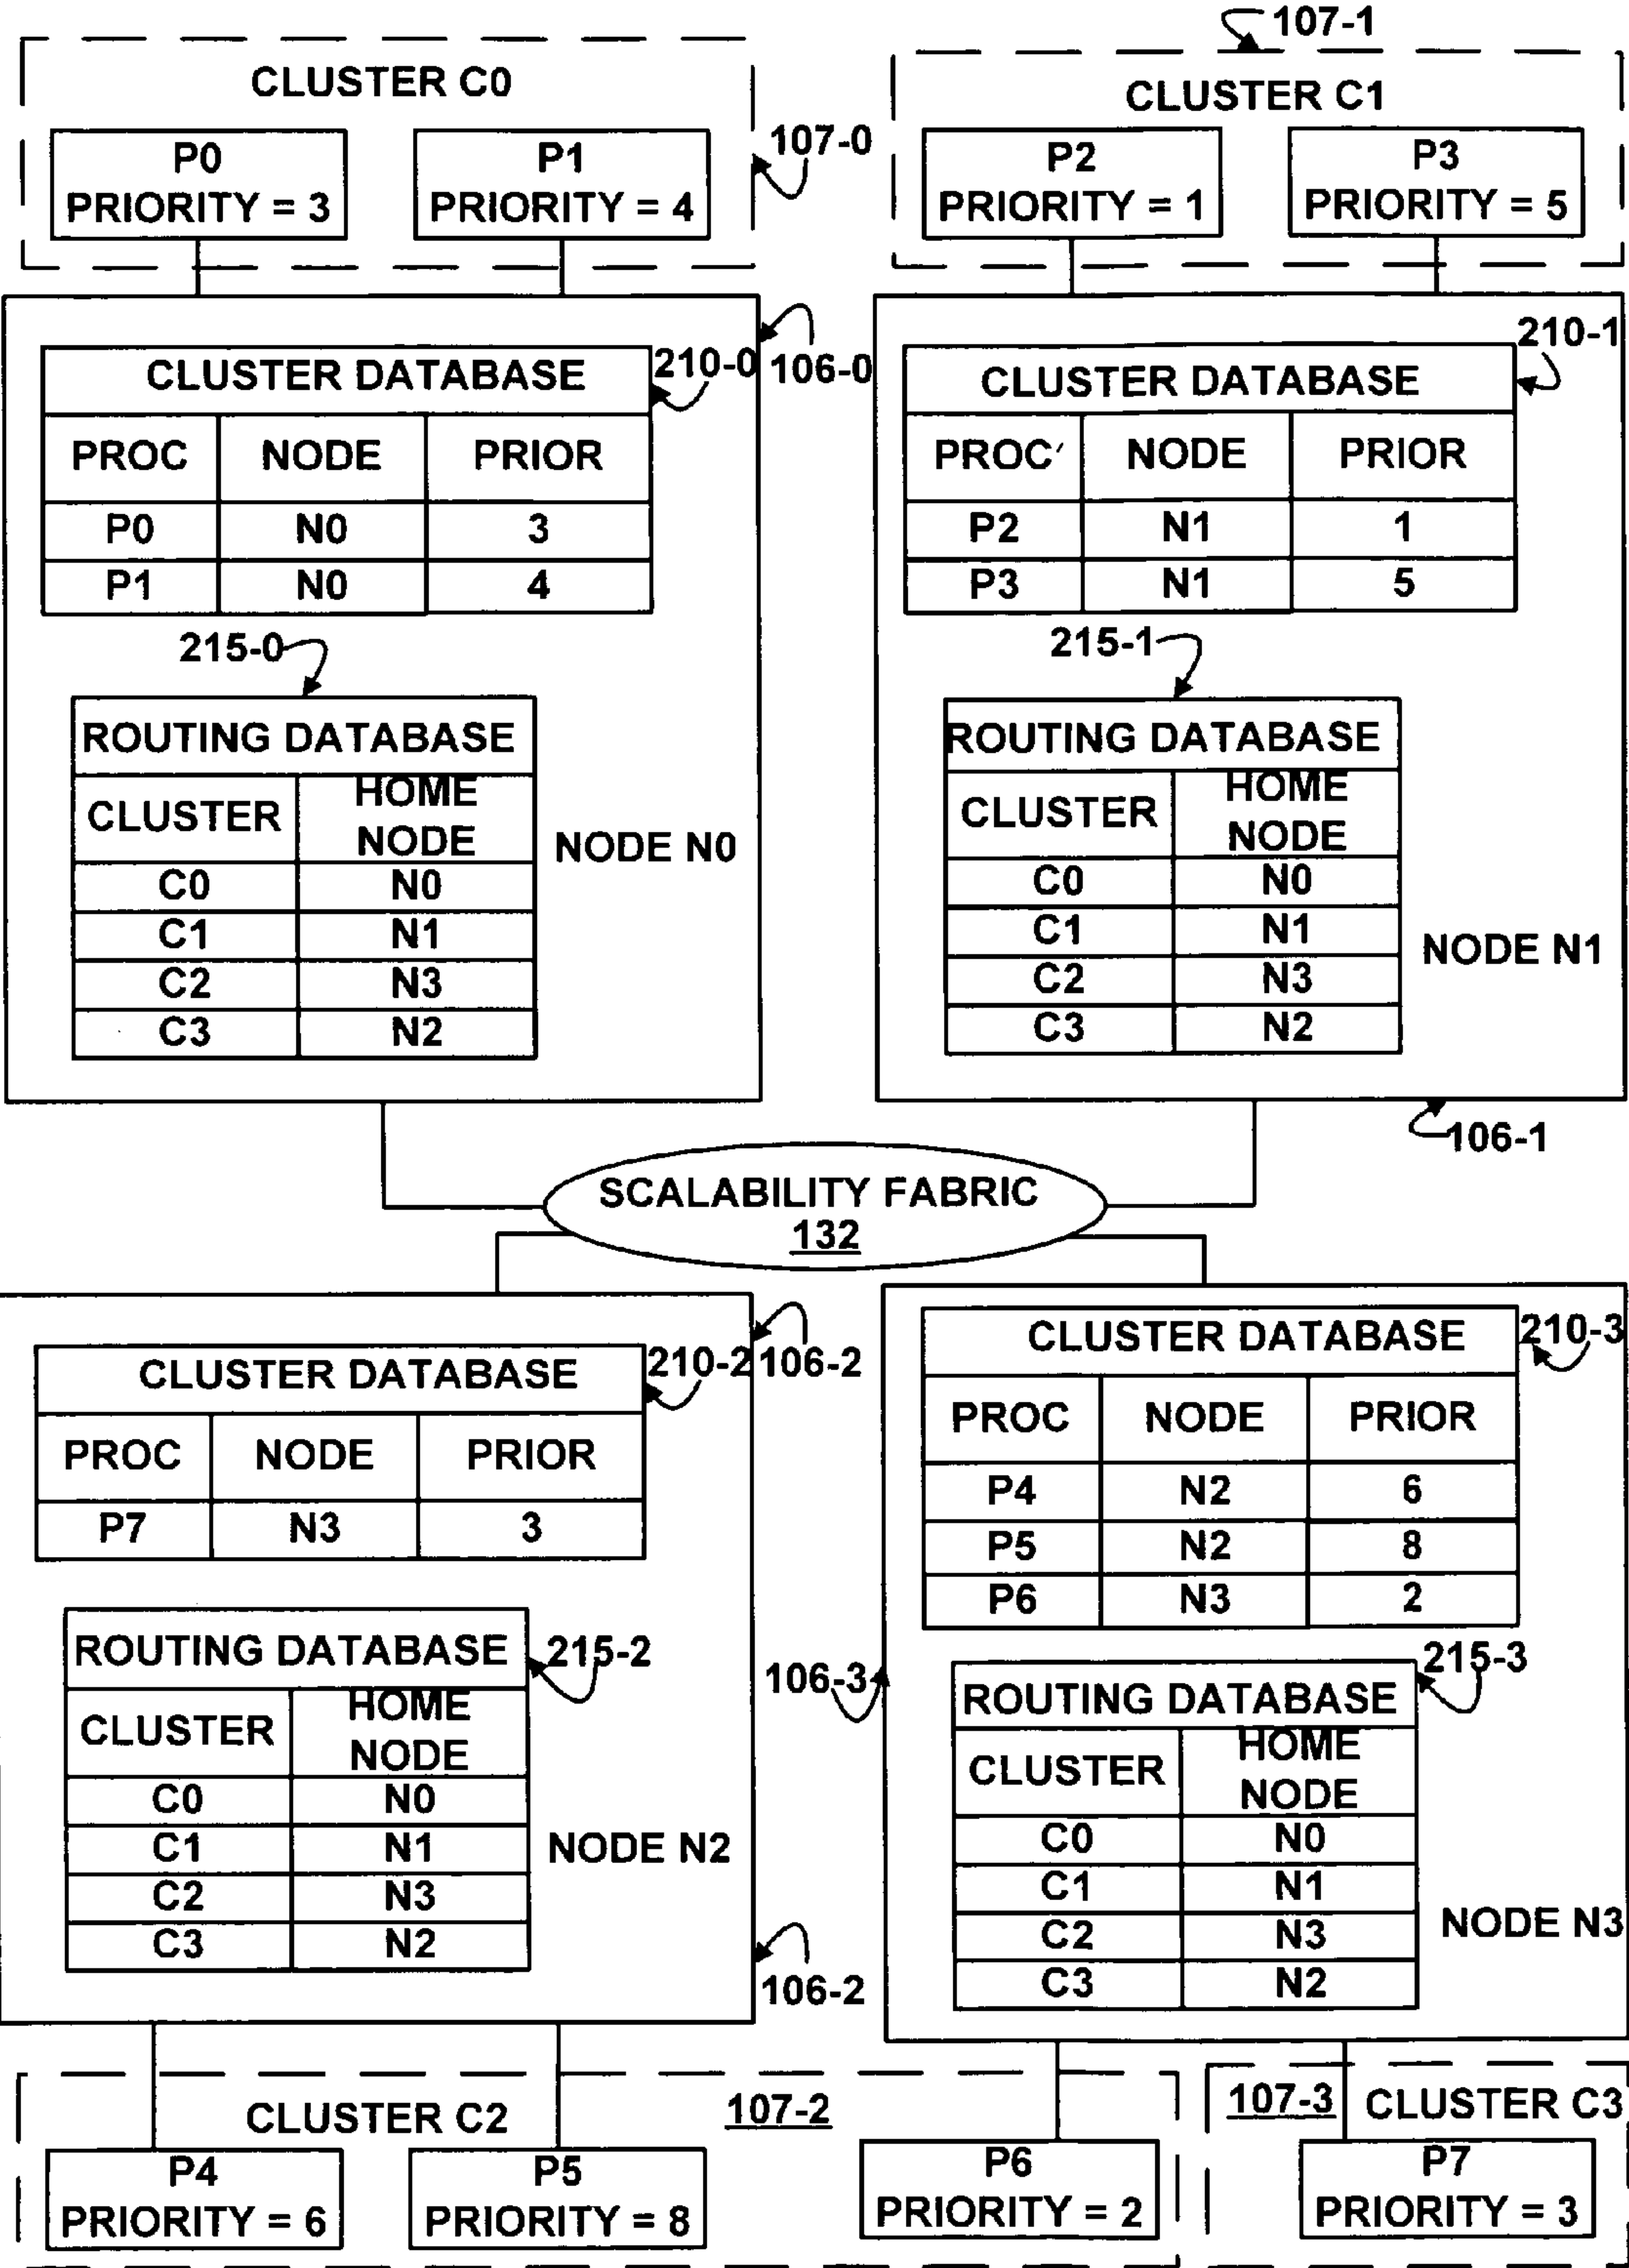 107-1
CLUSTER C0
CLUSTER C1
107-0
P0
PRIORITY = 3
P1
PRIORITY = 4
P2
PRIORITY = 1
P3
PRIORITY = 5
210-0
106-0
CLUSTER DATABASE
PROC NODE PRIOR
P0 N0 3
P1 N0 4
215-0
ROUTING DATABASE
CLUSTER HOME
NODE
C0 N0
C1 N1
C2 N3
C3 N2
NODE N0
210-1
CLUSTER DATABASE
PROC NODE PRIOR
P2 N1 1
P3 N1 5
215-1
ROUTING DATABASE
CLUSTER HOME
NODE
C0 N0
C1 N1
C2 N3
C3 N2
NODE N1
106-1
SCALABILITY FABRIC
132
CLUSTER DATABASE
210-2
106-2
PROC NODE PRIOR
P7 N3 3
ROUTING DATABASE
215-2
CLUSTER HOME
NODE
C0 N0
C1 N1
C2 N3
C3 N2
NODE N2
106-2
CLUSTER DATABASE
210-3
PROC NODE PRIOR
P4 N2 6
P5 N2 8
P6 N3 2
106-3
215-3
ROUTING DATABASE
CLUSTER HOME
NODE
C0 N0
C1 N1
C2 N3
C3 N2
NODE N3
CLUSTER C2
107-2
107-3
CLUSTER C3
P4
PRIORITY = 6
P5
PRIORITY = 8
P6
PRIORITY = 2
P7
PRIORITY = 3